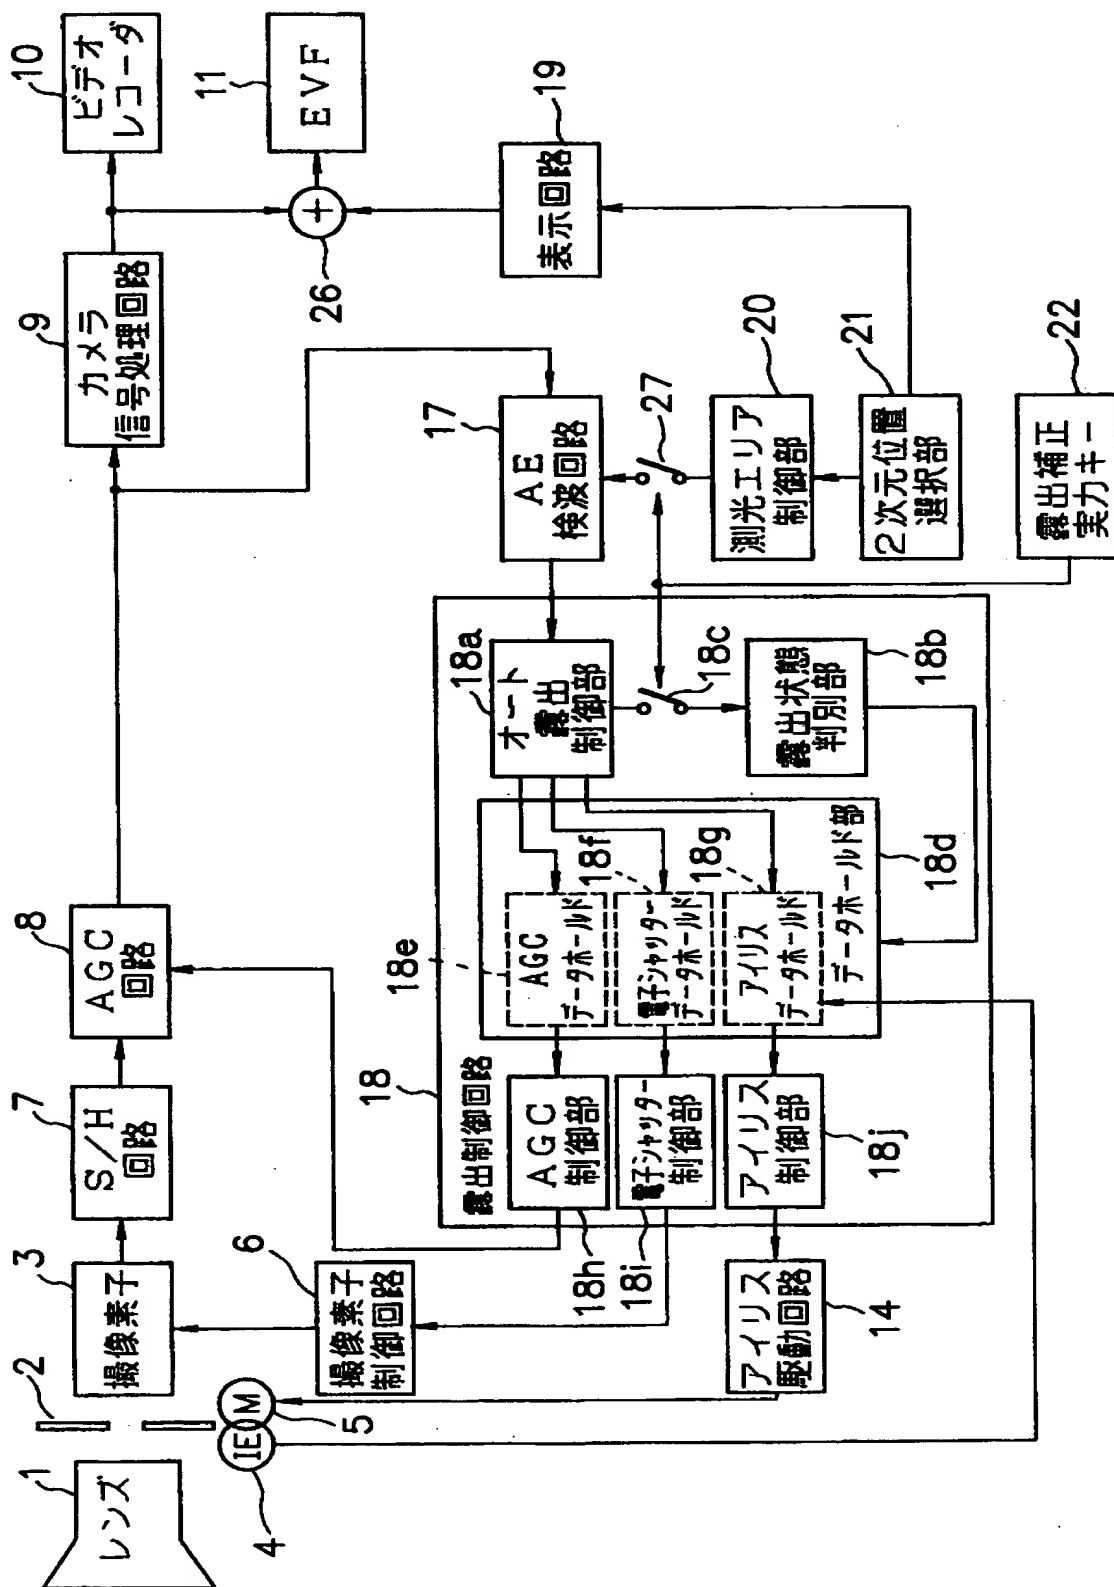 1
レンズ
2
3
撮像素子
4
IE
5
M
6
撮像素子
制御回路
7
S/H
回路
8
AGC
回路
9
カメラ
信号処理回路
10
ビデオ
レコーダ
11
EVF
+
26
19
表示回路
17
AE
検波回路
27
20
測光エリア
制御部
21
2次元位置
選択部
22
露出補正
実力キー
18
露出制御回路
18a
オート
露出
制御部
18c
18b
露出状態
判別部
18d
データホールド部
18e
AGC
データホールド
18f
電子シャッター
データホールド
18g
アイリス
データホールド
18h
AGC
制御部
18i
電子シャッター
制御部
18j
アイリス
制御部
14
アイリス
駆動回路